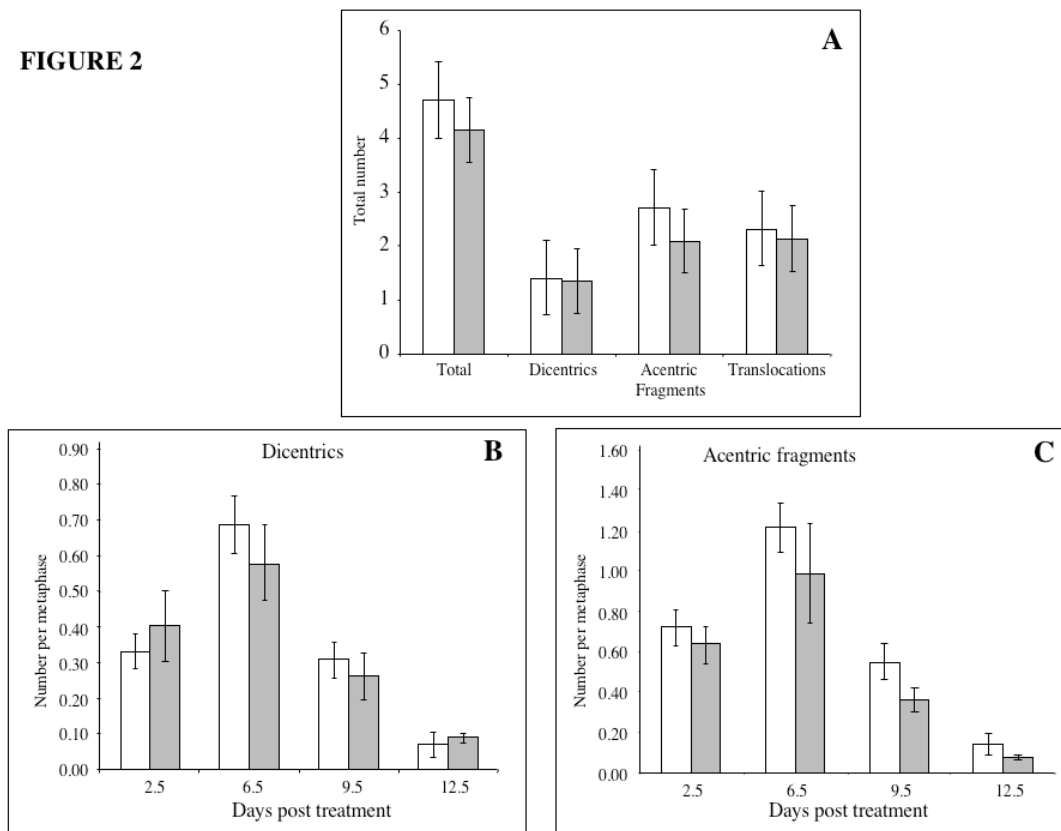 FIGURE 2
A
Total number
6
5
4
3
2
1
0
Total Dicentrics Acentric Fragments Translocations
Dicentrics
B
Number per metaphase
0.90
0.80
0.70
0.60
0.50
0.40
0.30
0.20
0.10
0.00
2.5 6.5 9.5 12.5
Days post treatment
Acentric fragments
C
Number per metaphase
1.60
1.40
1.20
1.00
0.80
0.60
0.40
0.20
0.00
2.5 6.5 9.5 12.5
Days post treatment